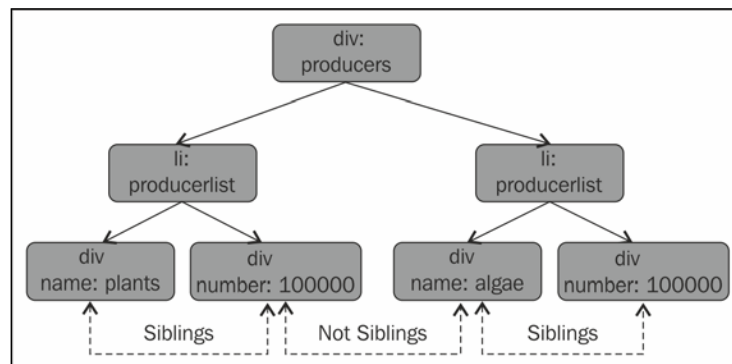 div:
producers
li:
producerlist
li:
producerlist
div
name: plants
div
number: 100000
div
name: algae
div
number: 100000
Siblings
Not Siblings
Siblings